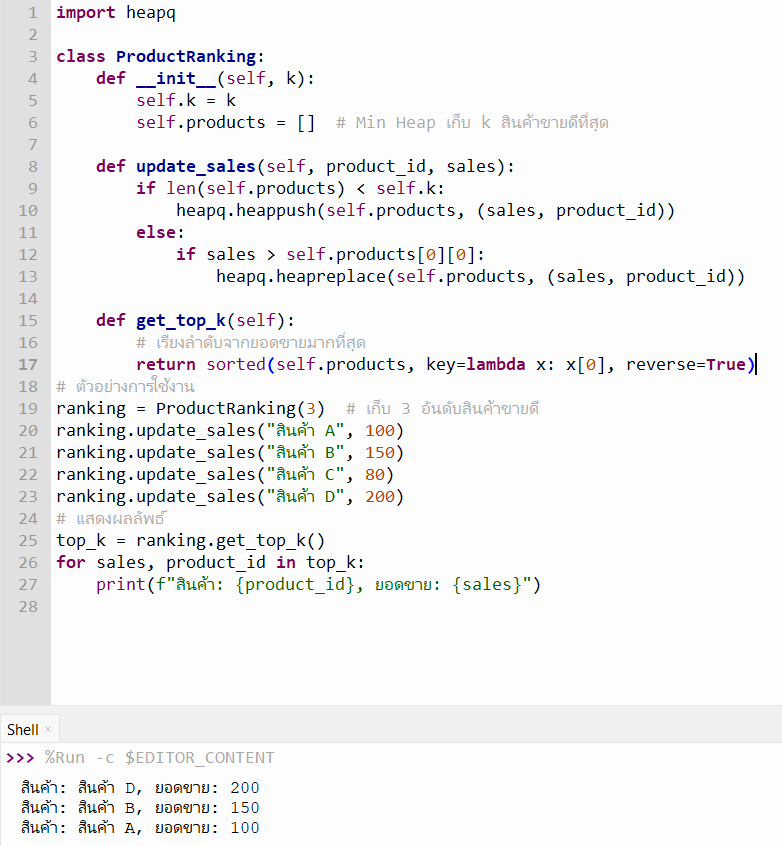 1 import heapq
2
3 class ProductRanking:
4     def __init__(self, k):
5         self.k = k
6         self.products = []  # Min Heap เก็บ k สินค้าขายดีที่สุด
7
8     def update_sales(self, product_id, sales):
9         if len(self.products) < self.k:
10             heapq.heappush(self.products, (sales, product_id))
11         else:
12             if sales > self.products[0][0]:
13                 heapq.heapreplace(self.products, (sales, product_id))
14
15     def get_top_k(self):
16         # เรียงลำดับจากยอดขายมากที่สุด
17         return sorted(self.products, key=lambda x: x[0], reverse=True)
18 # ตัวอย่างการใช้งาน
19 ranking = ProductRanking(3)  # เก็บ 3 อันดับสินค้าขายดี
20 ranking.update_sales("สินค้า A", 100)
21 ranking.update_sales("สินค้า B", 150)
22 ranking.update_sales("สินค้า C", 80)
23 ranking.update_sales("สินค้า D", 200)
24 # แสดงผลลัพธ์
25 top_k = ranking.get_top_k()
26 for sales, product_id in top_k:
27     print(f"สินค้า: {product_id}, ยอดขาย: {sales}")
28
Shell ×
>>> %Run -c $EDITOR_CONTENT
สินค้า: สินค้า D, ยอดขาย: 200
สินค้า: สินค้า B, ยอดขาย: 150
สินค้า: สินค้า A, ยอดขาย: 100